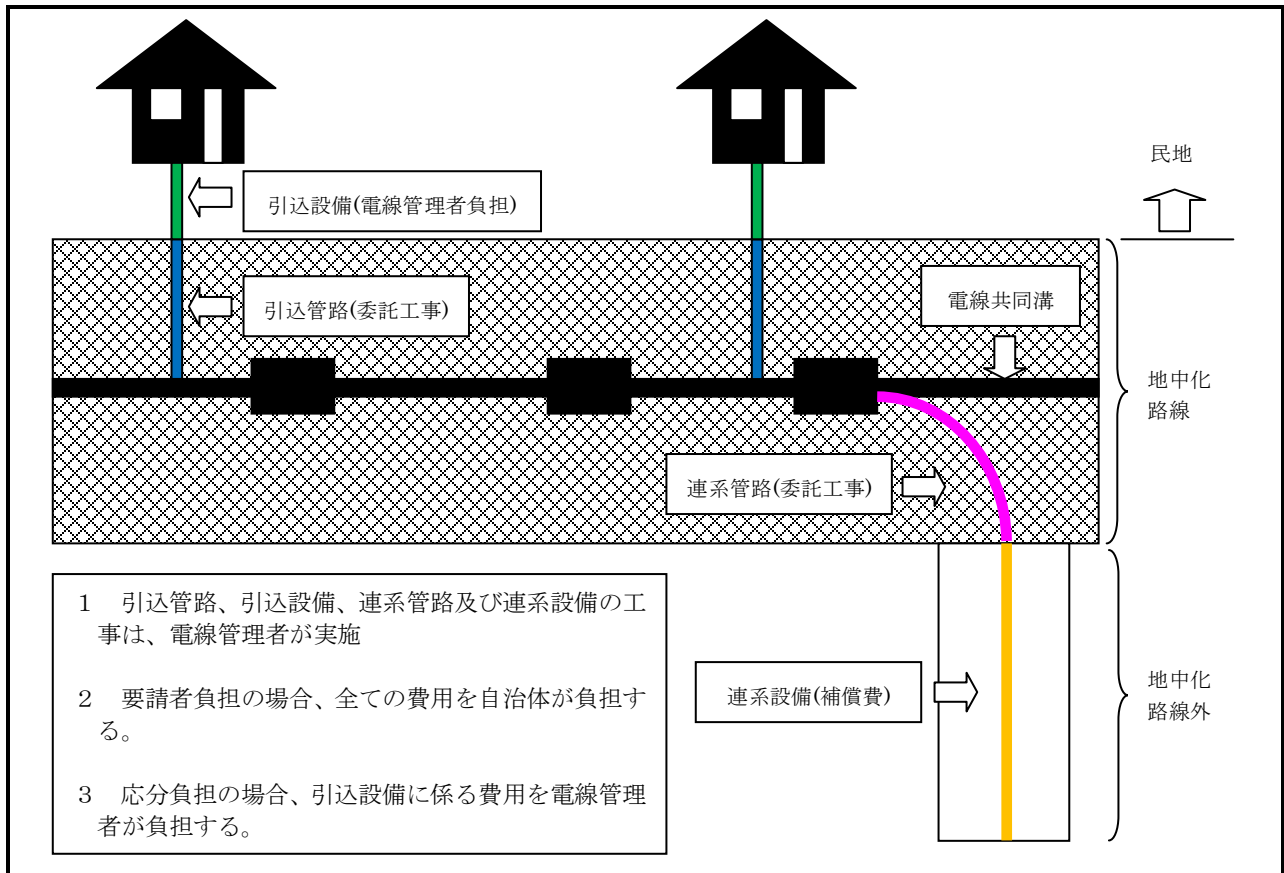 民地
引込設備(電線管理者負担)
引込管路(委託工事)
電線共同溝
地中化
路線
連系管路(委託工事)
1 引込管路、引込設備、連系管路及び連系設備の工
事は、電線管理者が実施
2 要請者負担の場合、全ての費用を自治体が負担す
る。
3 応分負担の場合、引込設備に係る費用を電線管理
者が負担する。
連系設備(補償費)
地中化
路線外